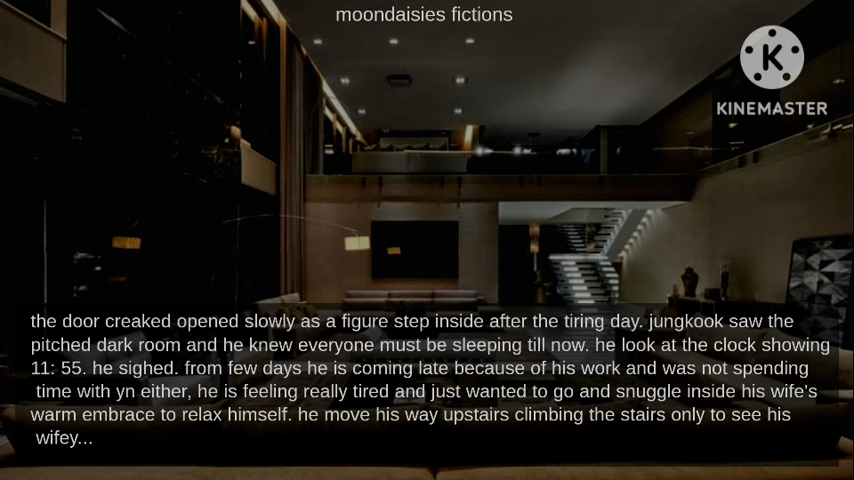 moondaisies fictions
K
KINEMASTER
the door creaked opened slowly as a figure step inside after the tiring day. jungkook saw the
pitched dark room and he knew everyone must be sleeping till now. he look at the clock showing
11: 55. he sighed. from few days he is coming late because of his work and was not spending
time with yn either, he is feeling really tired and just wanted to go and snuggle inside his wife's
warm embrace to relax himself. he move his way upstairs climbing the stairs only to see his
wifey...